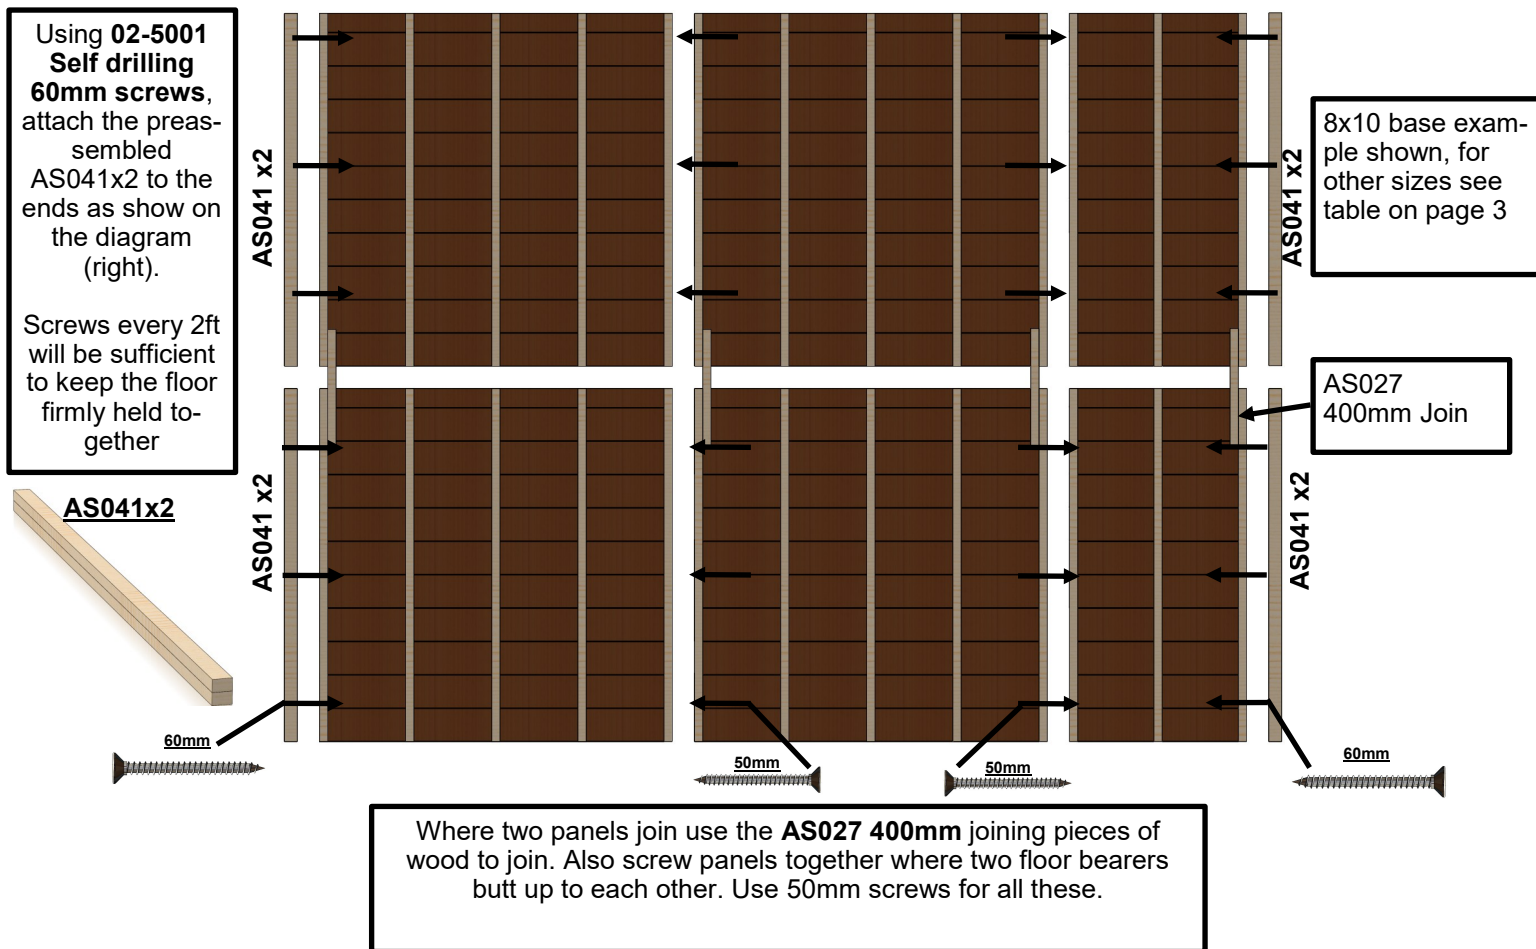 Using 02-5001
Self drilling
60mm screws,
attach the preas-
sembled
AS041x2 to the
ends as show on
the diagram
(right).
Screws every 2ft
will be sufficient
to keep the floor
firmly held to-
gether
AS041x2
AS041 x2
AS041 x2
AS041 x2
AS041 x2
8x10 base exam-
ple shown, for
other sizes see
table on page 3
AS027
400mm Join
60mm
50mm
50mm
60mm
Where two panels join use the AS027 400mm joining pieces of
wood to join. Also screw panels together where two floor bearers
butt up to each other. Use 50mm screws for all these.